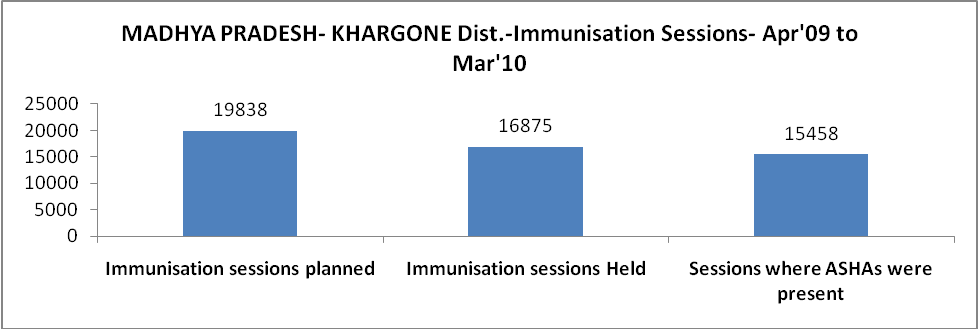 MADHYA PRADESH- KHARGONE Dist.-Immunisation Sessions- Apr'09 to
Mar'10
25000
20000
15000
10000
5000
0
19838
16875
15458
Immunisation sessions planned
Immunisation sessions Held
Sessions where ASHAs were
present